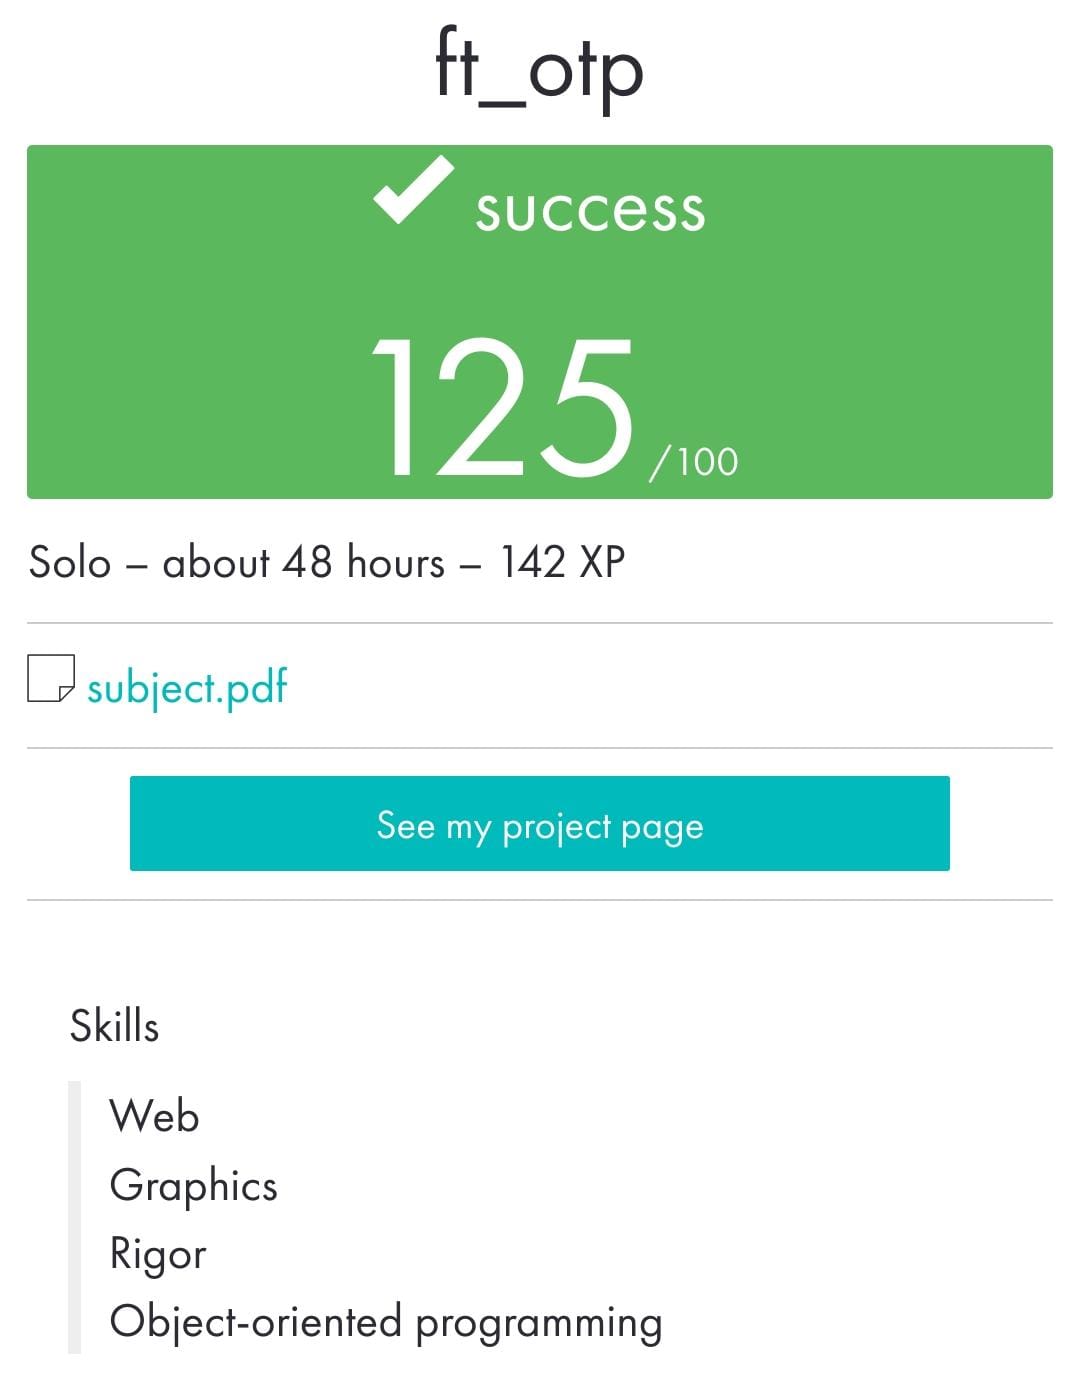 ft_otp
success
125/100
Solo – about 48 hours – 142 XP
subject.pdf
See my project page
Skills
Web
Graphics
Rigor
Object-oriented programming